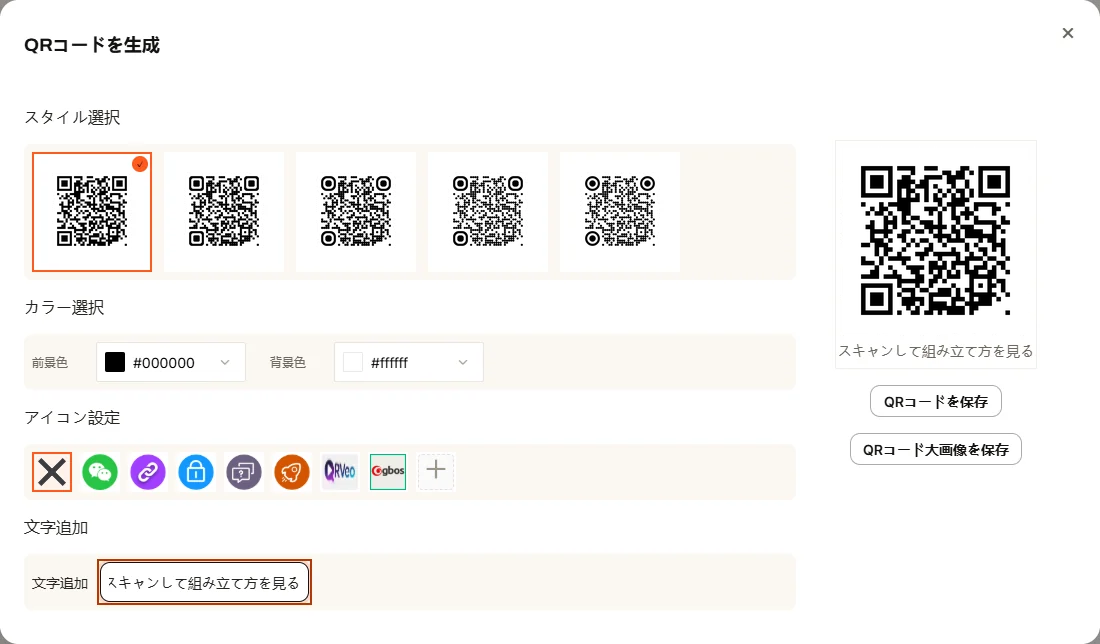 QRコードを生成
スタイル選択
カラー選択
前景色 #000000 背景色 #ffffff
アイコン設定
QRVeo gbos
文字追加
文字追加 スキャンして組み立て方を見る
スキャンして組み立て方を見る
QRコードを保存
QRコード大画像を保存